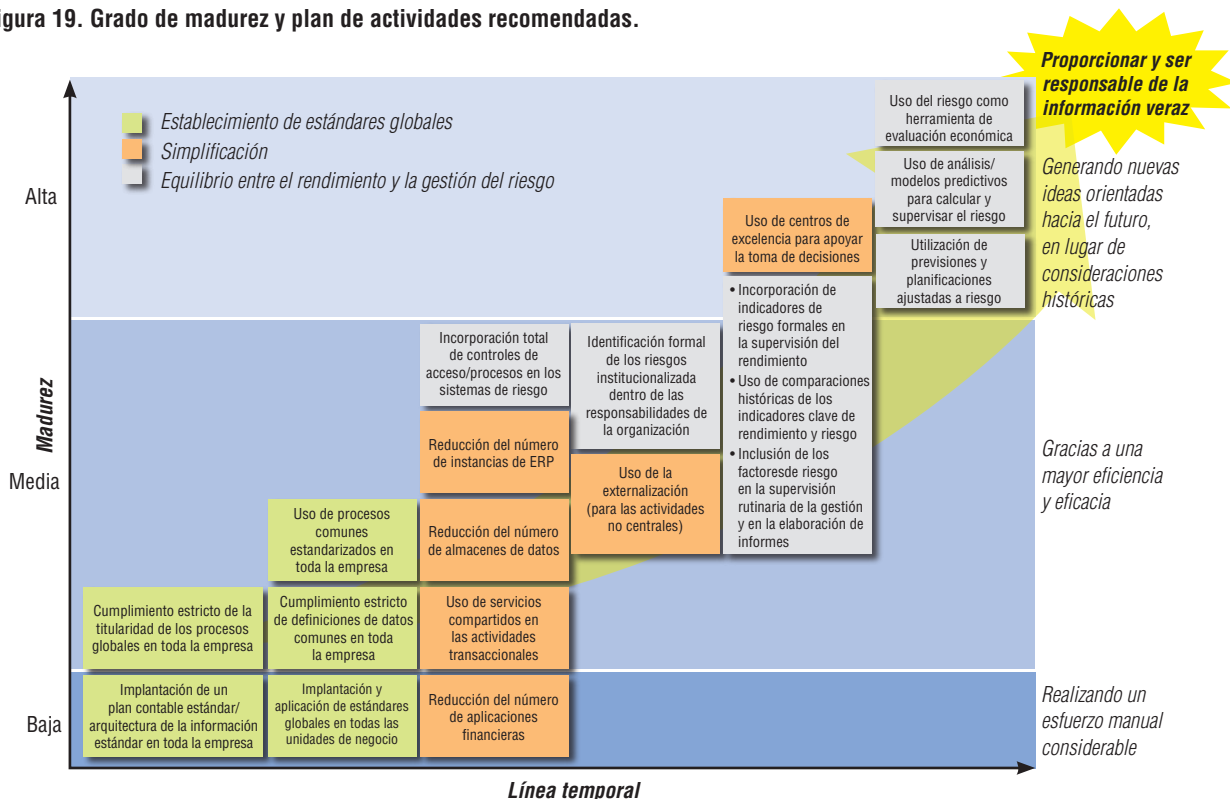 igura 19. Grado de madurez y plan de actividades recomendadas.
Proporcionar y ser
responsable de la
información veraz
Establecimiento de estándares globales
Simplificación
Equilibrio entre el rendimiento y la gestión del riesgo
Uso del riesgo como
herramienta de
evaluación económica
Uso de análisis/
modelos predictivos
para calcular y
supervisar el riesgo
Utilización de
previsiones y
planificaciones
ajustadas a riesgo
Generando nuevas
ideas orientadas
hacia el futuro,
en lugar de
consideraciones
históricas
Alta
Uso de centros de
excelencia para apoyar
la toma de decisiones
• Incorporación de
indicadores de
riesgo formales en
la supervisión del
rendimiento
• Uso de comparaciones
históricas de los
indicadores clave de
rendimiento y riesgo
• Inclusión de los
factoresde riesgo
en la supervisión
rutinaria de la gestión
y en la elaboración de
informes
Incorporación total
de controles de
acceso/procesos en los
sistemas de riesgo
Identificación formal
de los riesgos
institucionalizada
dentro de las
responsabilidades de
la organización
Madurez
Reducción del número
de instancias de ERP
Uso de la
externalización
(para las actividades
no centrales)
Gracias a una
mayor eficiencia
y eficacia
Media
Uso de procesos
comunes
estandarizados en
toda la empresa
Reducción del número
de almacenes de datos
Cumplimiento estricto de la
titularidad de los procesos
globales en toda la empresa
Cumplimiento estricto
de definiciones de datos
comunes en toda
la empresa
Uso de servicios
compartidos en
las actividades
transaccionales
Baja
Implantación de un
plan contable estándar/
arquitectura de la información
estándar en toda la empresa
Implantación y
aplicación de estándares
globales en todas las
unidades de negocio
Reducción del número
de aplicaciones
financieras
Realizando un
esfuerzo manual
considerable
Línea temporal